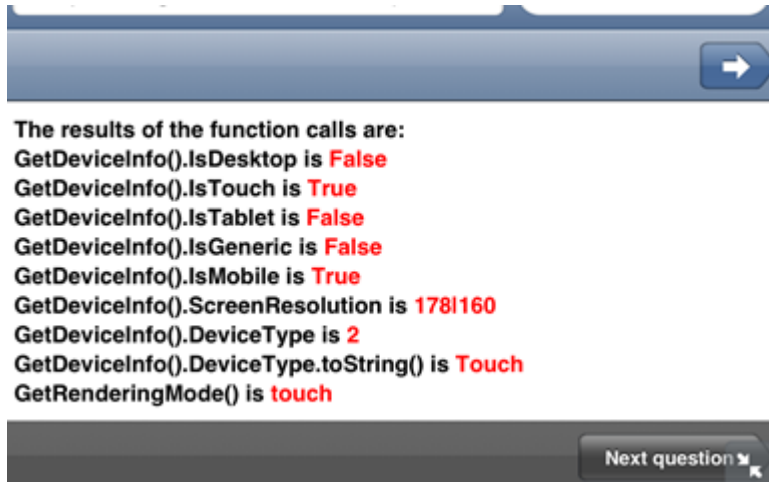 The results of the function calls are:
GetDeviceInfo().IsDesktop is False
GetDeviceInfo().IsTouch is True
GetDeviceInfo().IsTablet is False
GetDeviceInfo().IsGeneric is False
GetDeviceInfo().IsMobile is True
GetDeviceInfo().ScreenResolution is 178|160
GetDeviceInfo().DeviceType is 2
GetDeviceInfo().DeviceType.toString() is Touch
GetRenderingMode() is touch
Next question